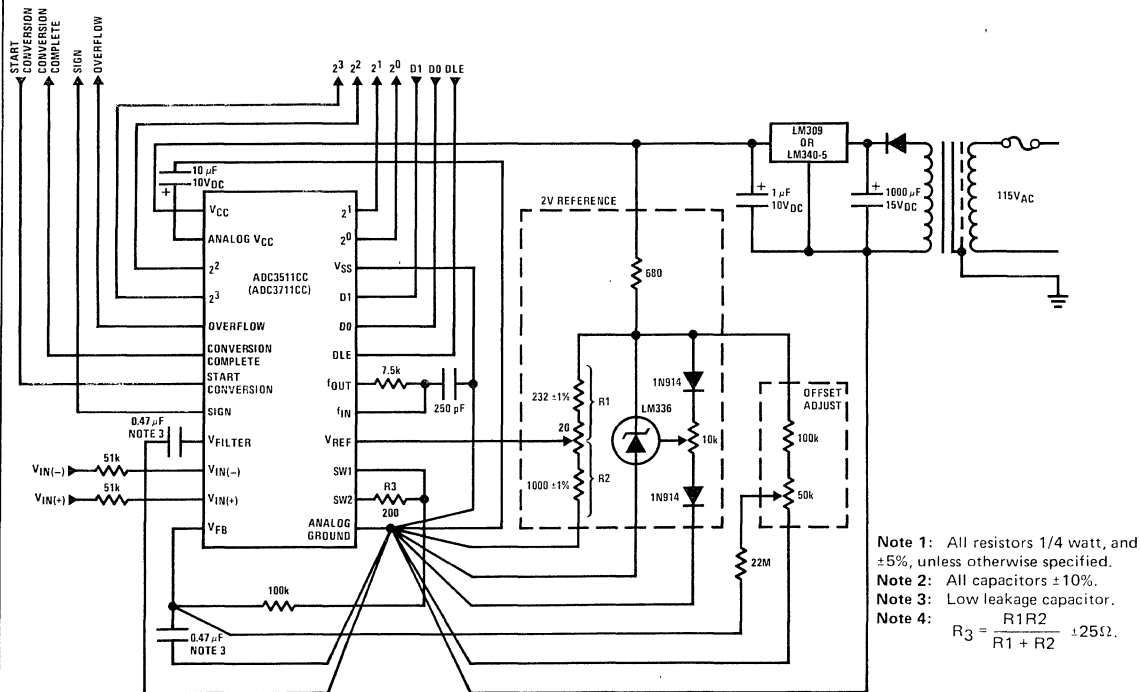 START
CONVERSION
CONVERSION
COMPLETE
SIGN
OVERFLOW
2³ 2² 2¹ 2⁰ D1 D0 DLE
LM309
OR
LM340-5
10 µF
10VDC
+
+
1 µF
10VDC
+
1000 µF
15VDC
115VAC
2V REFERENCE
VCC
ANALOG VCC
2²
2³
OVERFLOW
CONVERSION
COMPLETE
START
CONVERSION
SIGN
VFILTER
VIN(−)
VIN(+)
VFB
ADC3511CC
(ADC3711CC)
2¹
2⁰
VSS
D1
D0
DLE
fOUT
fIN
VREF
SW1
SW2
ANALOG
GROUND
680
7.5k
250 pF
232 ±1%
R1
20
R2
1000 ±1%
1N914
LM336
10k
1N914
OFFSET
ADJUST
100k
50k
0.47 µF
NOTE 3
VIN(−)
51k
VIN(+)
51k
R3
200
22M
100k
0.47 µF
NOTE 3
Note 1: All resistors 1/4 watt, and
±5%, unless otherwise specified.
Note 2: All capacitors ±10%.
Note 3: Low leakage capacitor.
Note 4:
R3 = R1R2 / R1 + R2 ±25Ω.